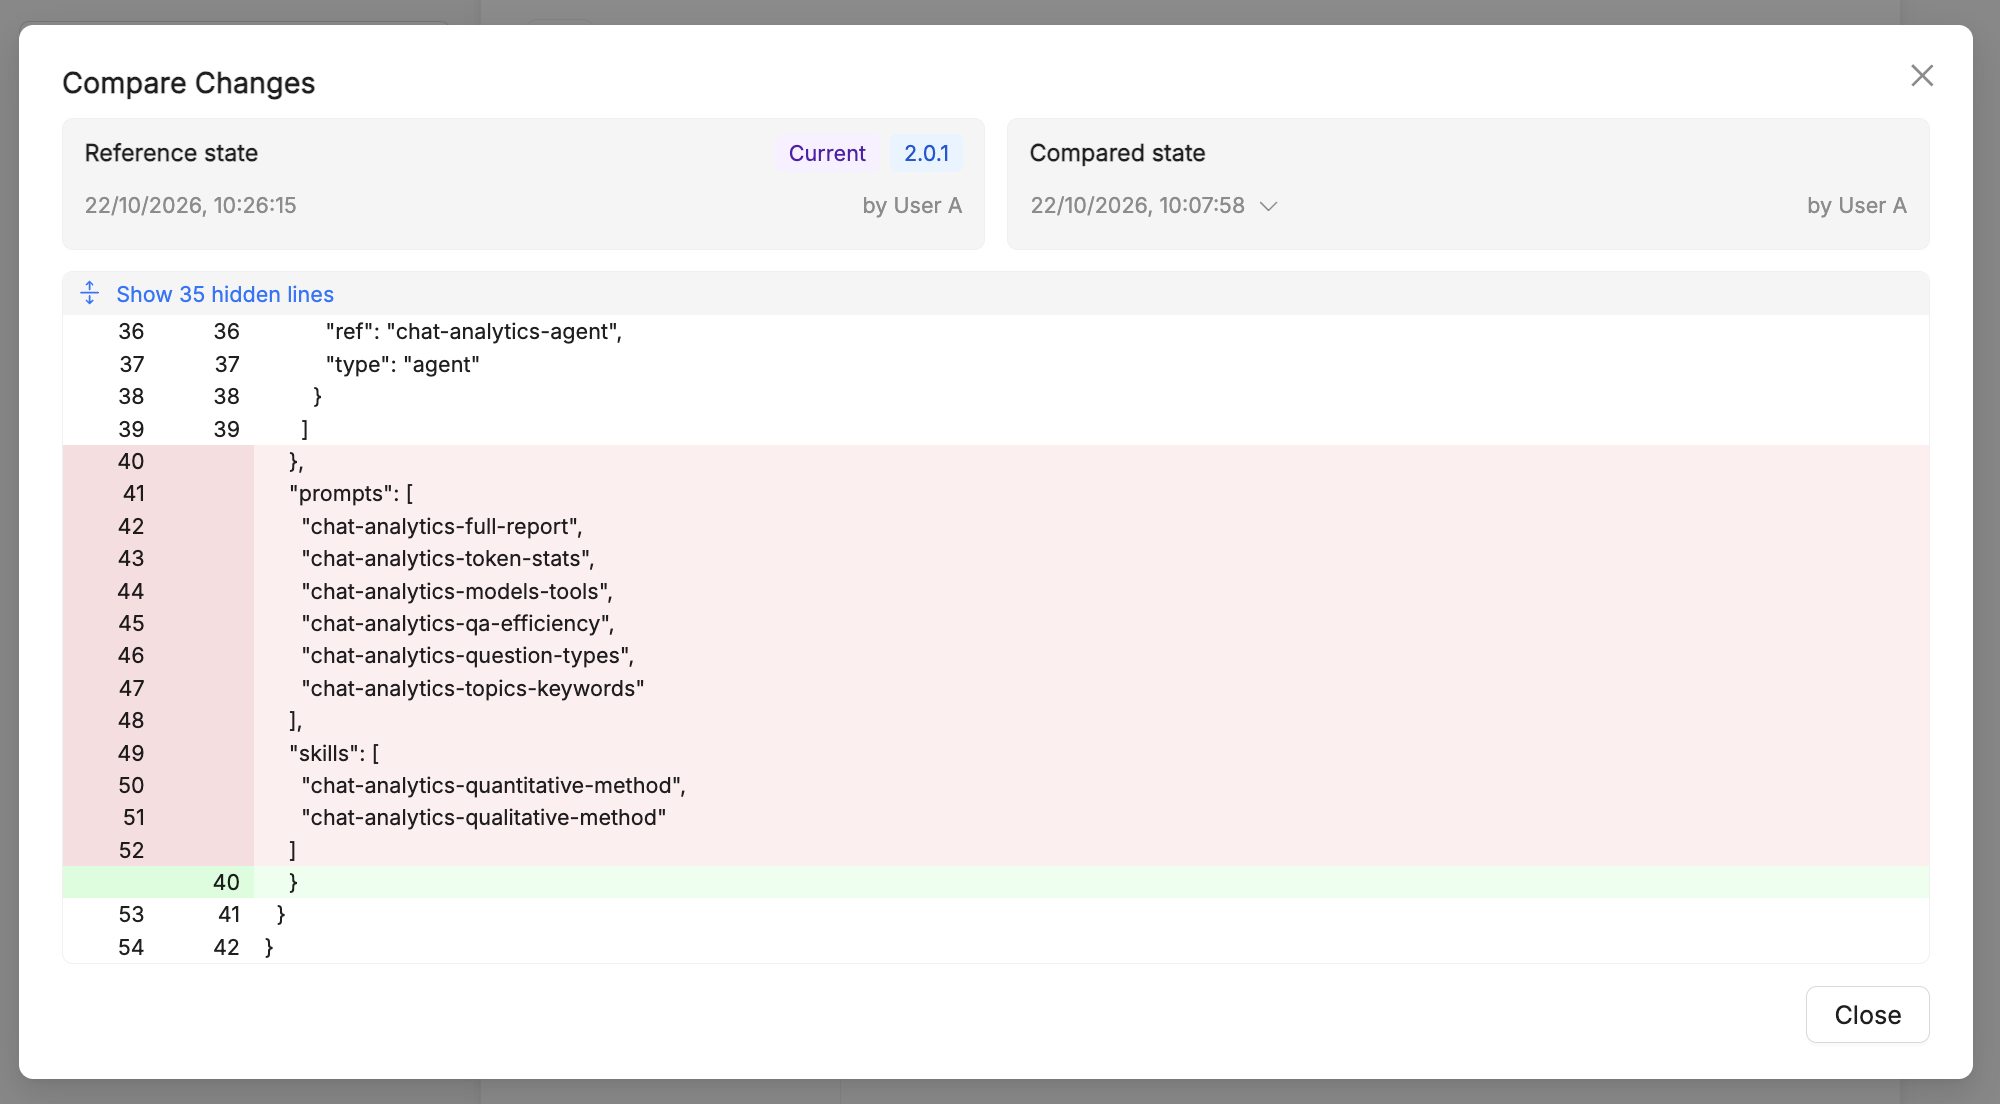 Compare Changes
Reference state
Current
2.0.1
22/10/2026, 10:26:15
by User A
Compared state
22/10/2026, 10:07:58
by User A
Show 35 hidden lines
36 36 "ref": "chat-analytics-agent",
37 37 "type": "agent"
38 38 }
39 39 ]
40 },
41 "prompts": [
42 "chat-analytics-full-report",
43 "chat-analytics-token-stats",
44 "chat-analytics-models-tools",
45 "chat-analytics-qa-efficiency",
46 "chat-analytics-question-types",
47 "chat-analytics-topics-keywords"
48 ],
49 "skills": [
50 "chat-analytics-quantitative-method",
51 "chat-analytics-qualitative-method"
52 ]
40 }
53 41 }
54 42 }
Close